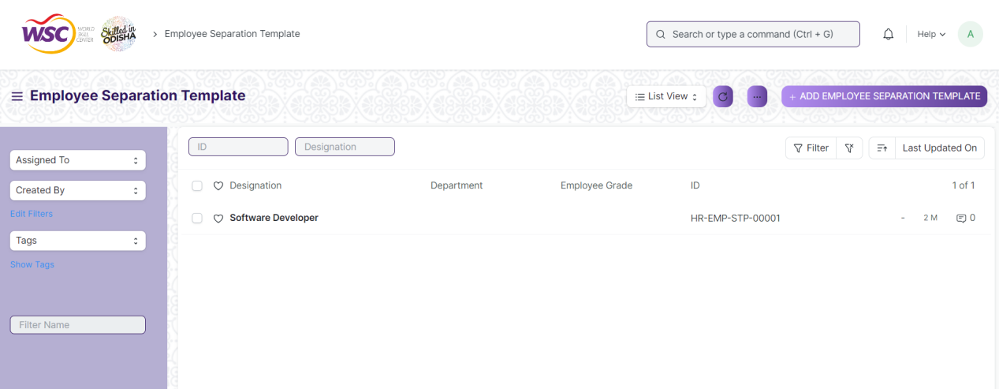 WSC WORLD SKILL CENTER
Skilled in ODISHA
Employee Separation Template
Search or type a command (Ctrl + G)
Help
A
Employee Separation Template
List View
...
+ ADD EMPLOYEE SEPARATION TEMPLATE
Assigned To
Created By
Edit Filters
Tags
Show Tags
Filter Name
ID
Designation
Filter
Last Updated On
Designation Department Employee Grade ID 1 of 1
Software Developer HR-EMP-STP-00001 - 2 M 0